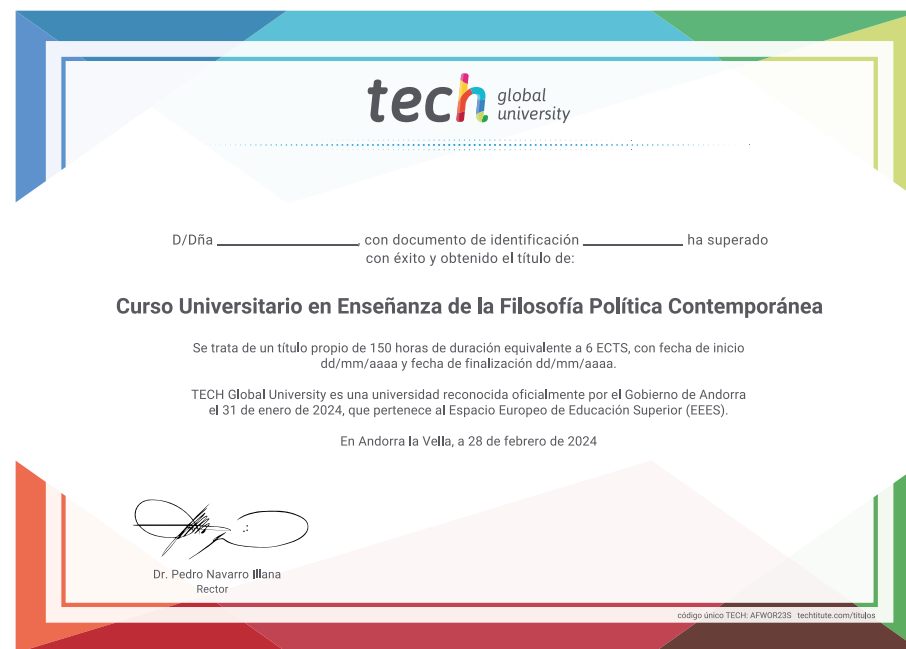 tech global
university
D/Dña ____________________, con documento de identificación ______________ ha superado
con éxito y obtenido el título de:
Curso Universitario en Enseñanza de la Filosofía Política Contemporánea
Se trata de un título propio de 150 horas de duración equivalente a 6 ECTS, con fecha de inicio
dd/mm/aaaa y fecha de finalización dd/mm/aaaa.
TECH Global University es una universidad reconocida oficialmente por el Gobierno de Andorra
el 31 de enero de 2024, que pertenece al Espacio Europeo de Educación Superior (EEES).
En Andorra la Vella, a 28 de febrero de 2024
Dr. Pedro Navarro Illana
Rector
código único TECH: AFWOR23S techtitute.com/titulos